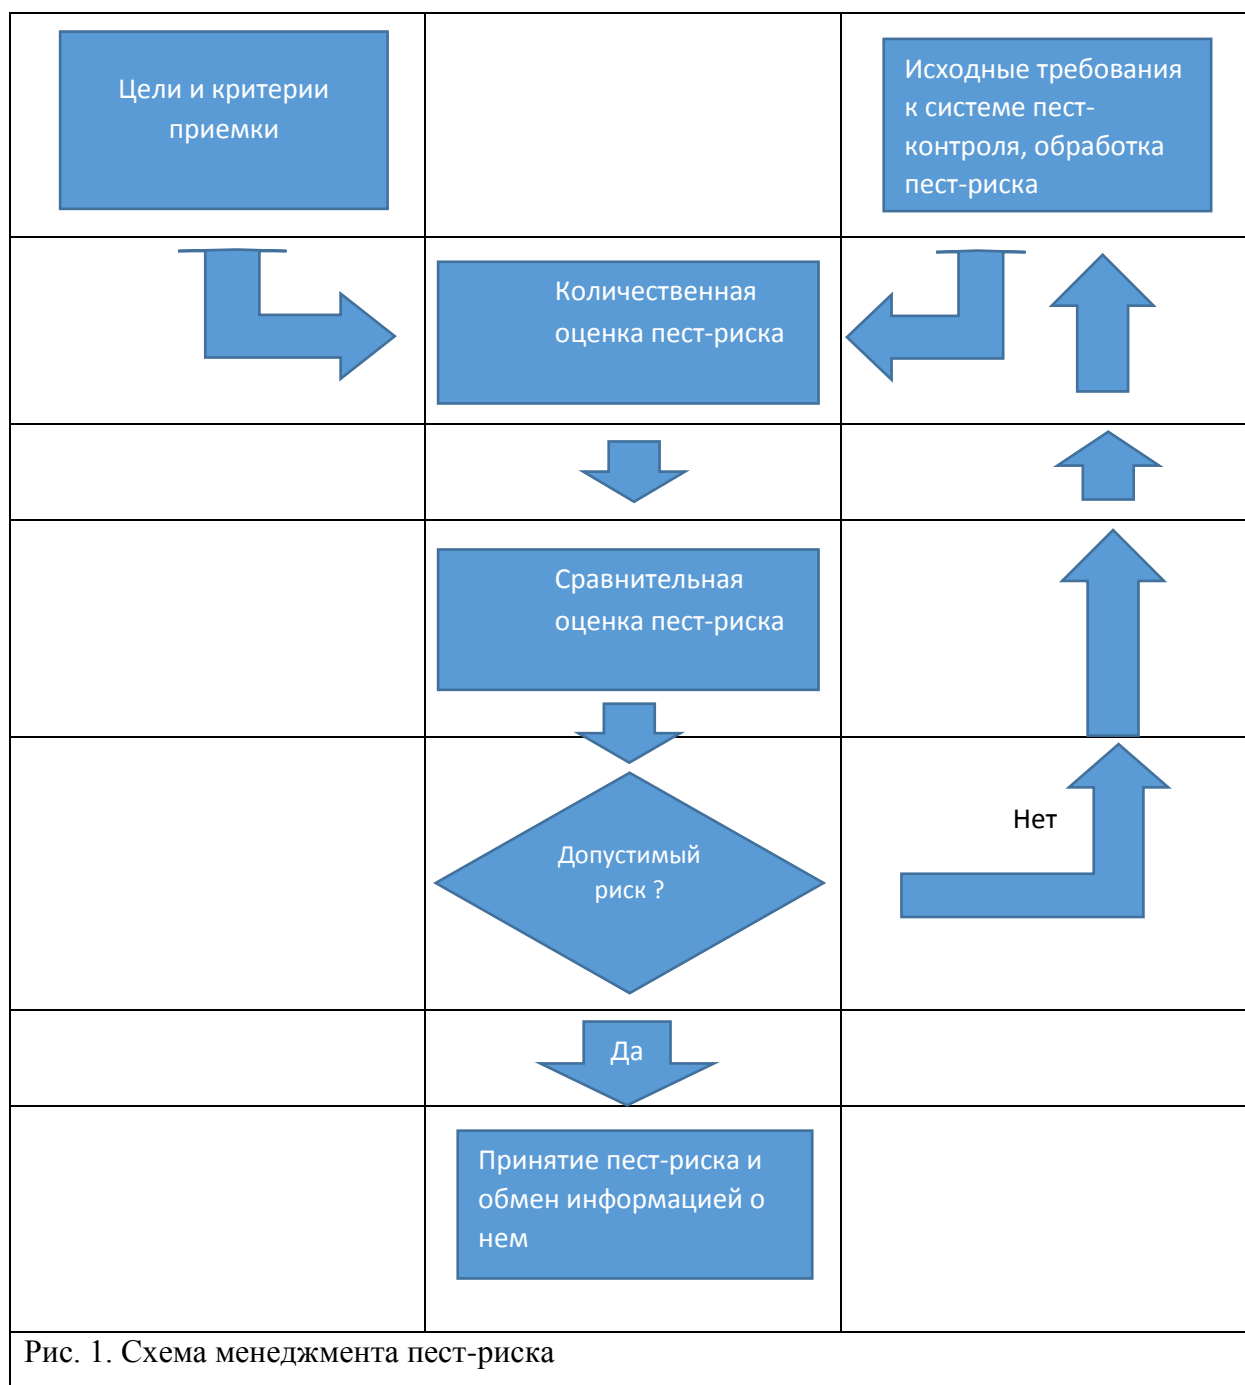 Цели и критерии
приемки
Исходные требования
к системе пест-
контроля, обработка
пест-риска
Количественная
оценка пест-риска
Сравнительная
оценка пест-риска
Допустимый
риск ?
Нет
Да
Принятие пест-риска и
обмен информацией о
нем
Рис. 1. Схема менеджмента пест-риска